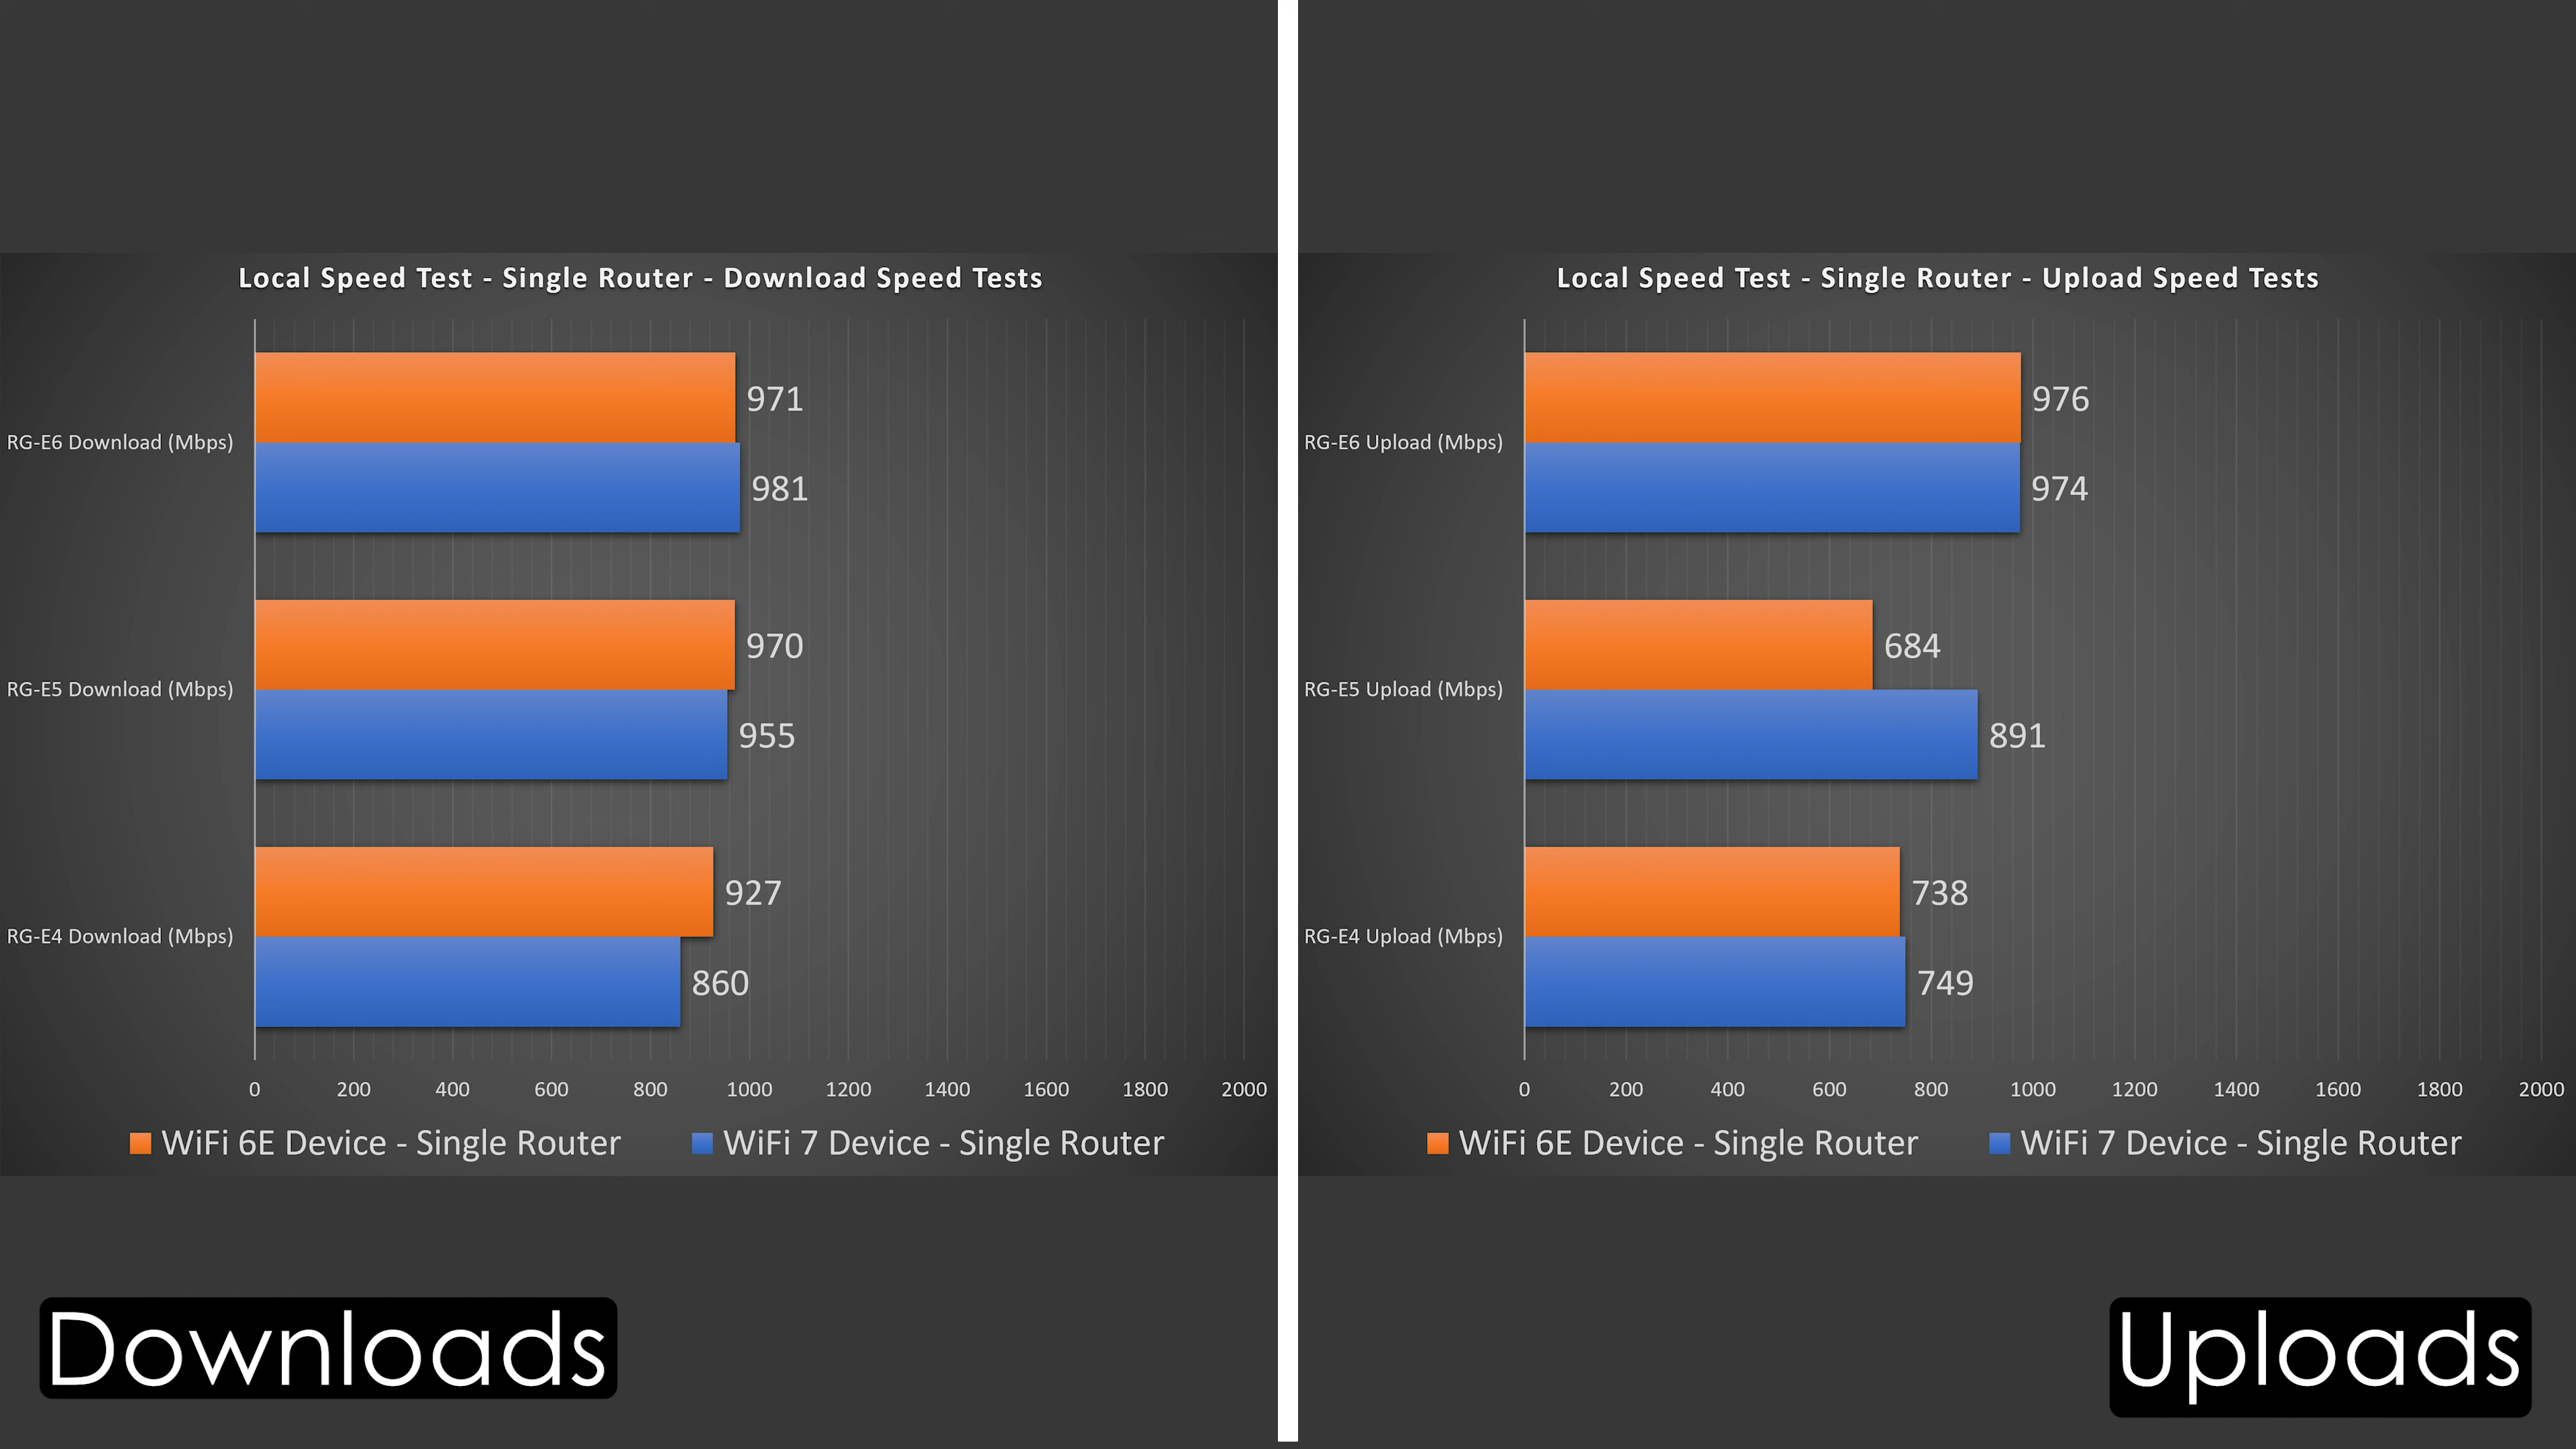 Local Speed Test - Single Router - Download Speed Tests
RG-E6 Download (Mbps)
971
981
RG-E5 Download (Mbps)
970
955
RG-E4 Download (Mbps)
927
860
0 200 400 600 800 1000 1200 1400 1600 1800 2000
WiFi 6E Device - Single Router WiFi 7 Device - Single Router
Downloads
Local Speed Test - Single Router - Upload Speed Tests
RG-E6 Upload (Mbps)
976
974
RG-E5 Upload (Mbps)
684
891
RG-E4 Upload (Mbps)
738
749
0 200 400 600 800 1000 1200 1400 1600 1800 2000
WiFi 6E Device - Single Router WiFi 7 Device - Single Router
Uploads